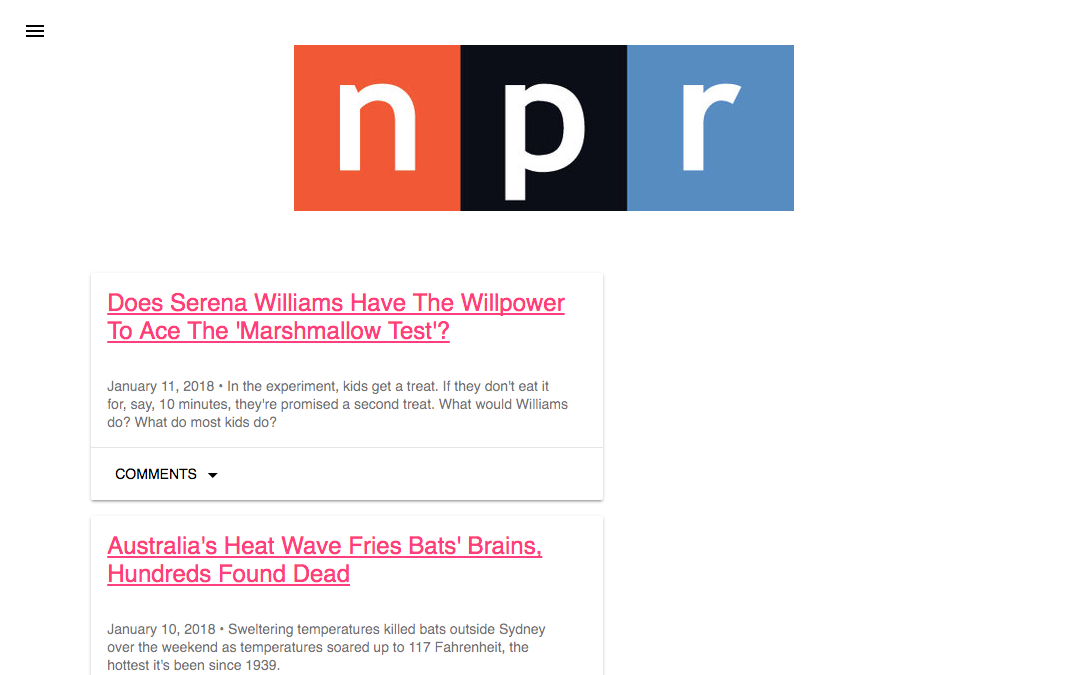 npr
Does Serena Williams Have The Willpower
To Ace The 'Marshmallow Test'?
January 11, 2018 • In the experiment, kids get a treat. If they don't eat it
for, say, 10 minutes, they're promised a second treat. What would Williams
do? What do most kids do?
COMMENTS
Australia's Heat Wave Fries Bats' Brains,
Hundreds Found Dead
January 10, 2018 • Sweltering temperatures killed bats outside Sydney
over the weekend as temperatures soared up to 117 Fahrenheit, the
hottest it's been since 1939.